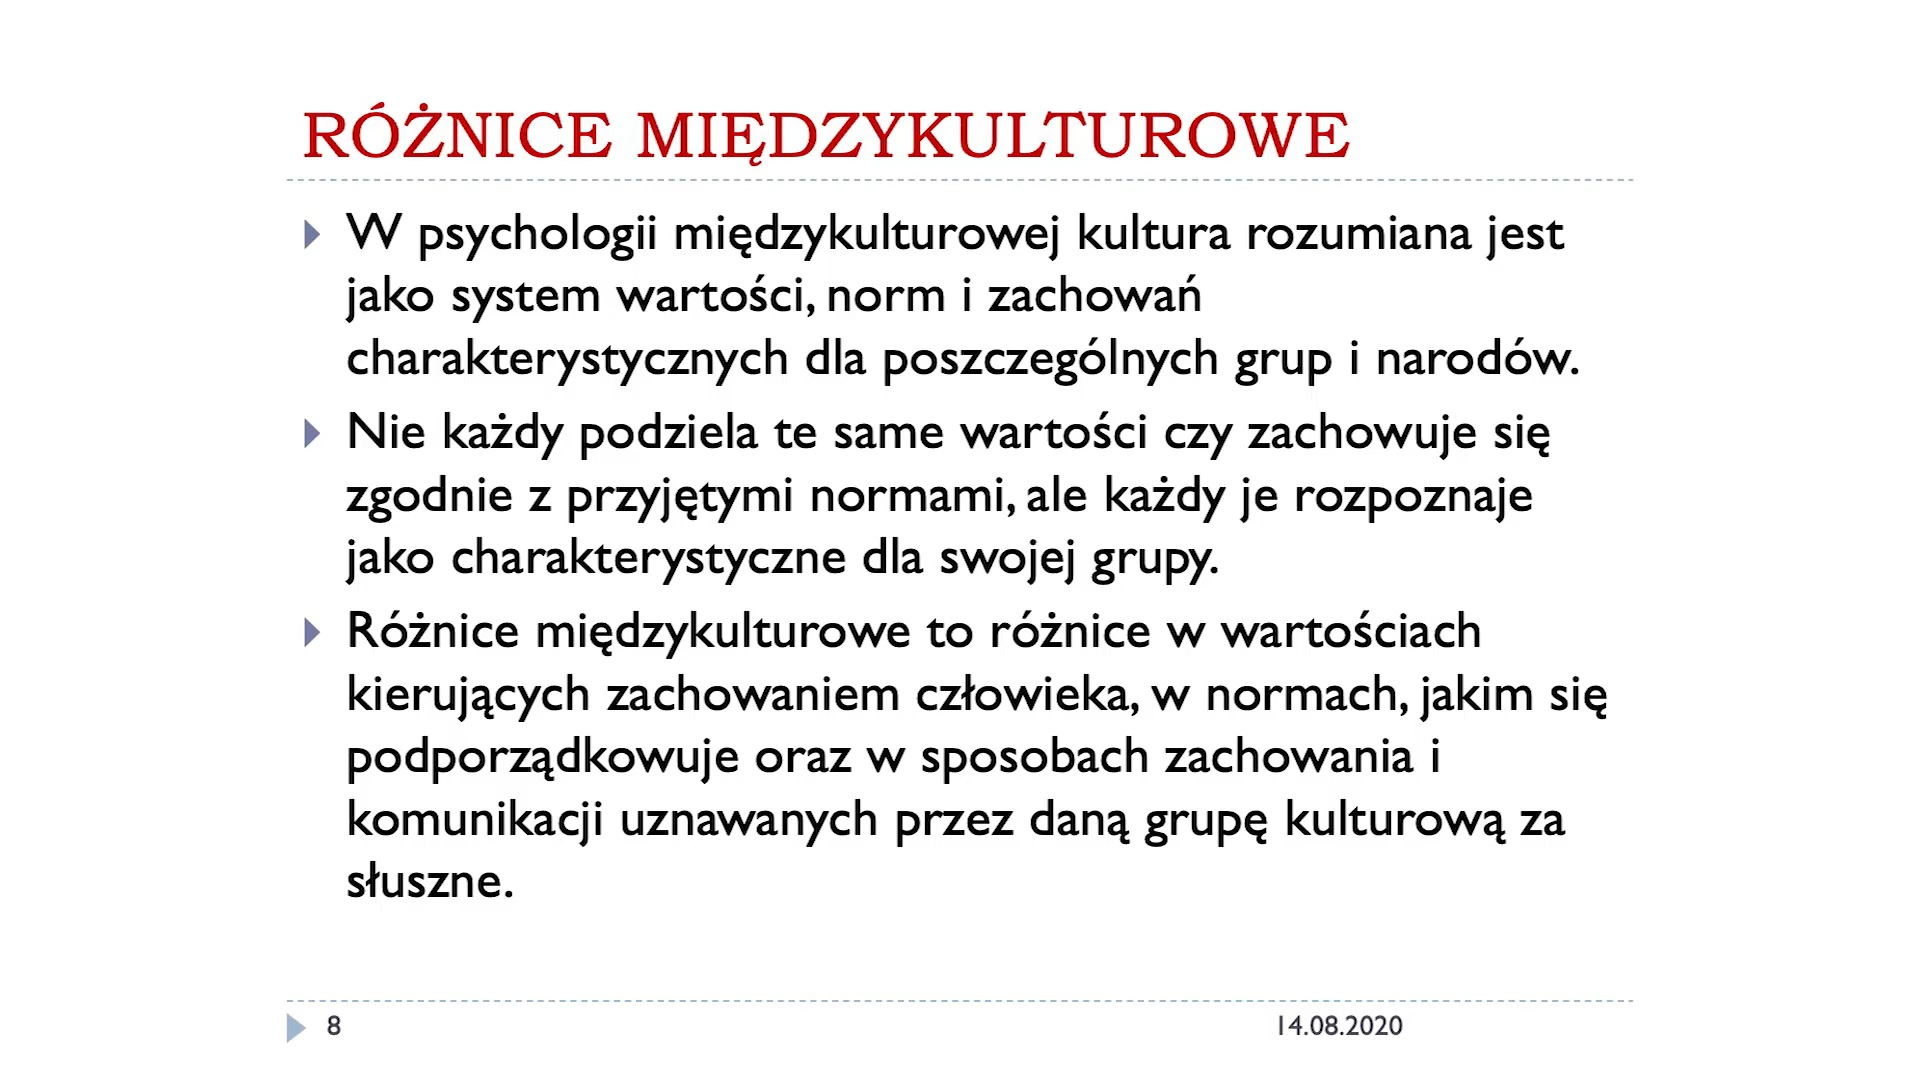 RÓŻNICE MIĘDZYKULTUROWE
W psychologii międzykulturowej kultura rozumiana jest
jako system wartości, norm i zachowań
charakterystycznych dla poszczególnych grup i narodów.
Nie każdy podziela te same wartości czy zachowuje się
zgodnie z przyjętymi normami, ale każdy je rozpoznaje
jako charakterystyczne dla swojej grupy.
Różnice międzykulturowe to różnice w wartościach
kierujących zachowaniem człowieka, w normach, jakim się
podporządkowuje oraz w sposobach zachowania i
komunikacji uznawanych przez daną grupę kulturową za
słuszne.
8
14.08.2020